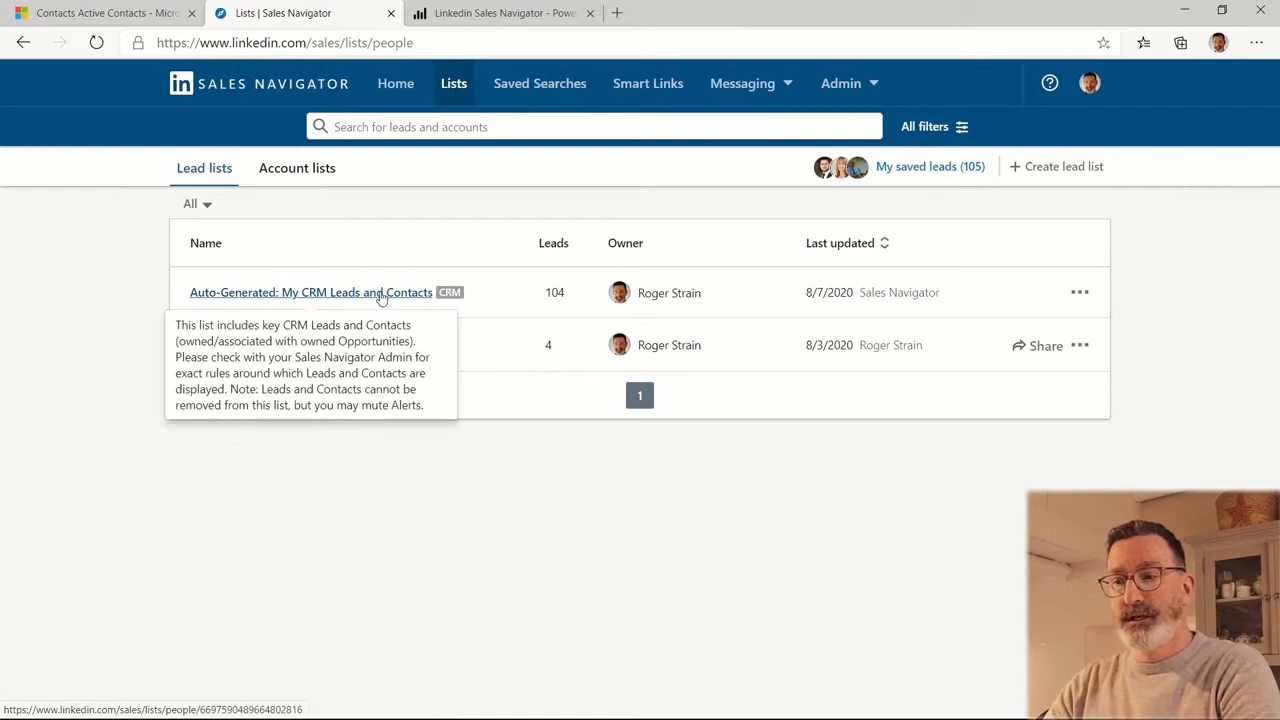 Contacts Active Contacts - Micro
Lists | Sales Navigator
Linkedin Sales Navigator - Powe
https://www.linkedin.com/sales/lists/people
in SALES NAVIGATOR
Home
Lists
Saved Searches
Smart Links
Messaging
Admin
Search for leads and accounts
All filters
Lead lists
Account lists
My saved leads (105)
+ Create lead list
All
Name
Leads
Owner
Last updated
Auto-Generated: My CRM Leads and Contacts CRM
104
Roger Strain
8/7/2020 Sales Navigator
This list includes key CRM Leads and Contacts
(owned/associated with owned Opportunities).
Please check with your Sales Navigator Admin for
exact rules around which Leads and Contacts are
displayed. Note: Leads and Contacts cannot be
removed from this list, but you may mute Alerts.
4
Roger Strain
8/3/2020 Roger Strain
Share
1
https://www.linkedin.com/sales/lists/people/6697590489664802816